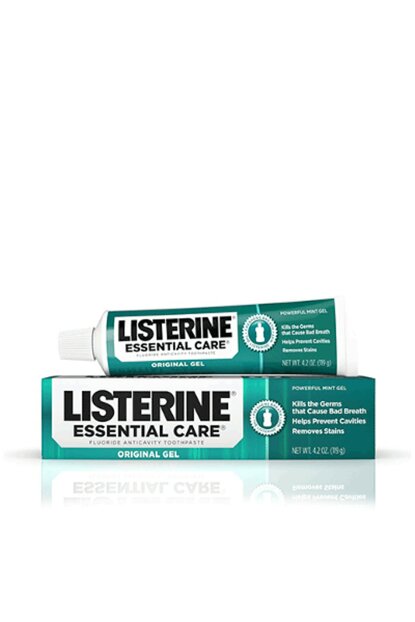 LISTERINE
ESSENTIAL CARE®
FLUORIDE ANTICAVITY TOOTHPASTE
ORIGINAL GEL
POWERFUL MINT GEL
Kills the Germs
that Cause Bad Breath
Helps Prevent Cavities
Removes Stains
NET WT. 4.2 OZ. (119 g)
LISTERINE®
ESSENTIAL CARE®
FLUORIDE ANTICAVITY TOOTHPASTE
ORIGINAL GEL
POWERFUL MINT GEL
Kills the Germs
that Cause Bad Breath
Helps Prevent Cavities
Removes Stains
NET WT. 4.2 OZ. (119 g)